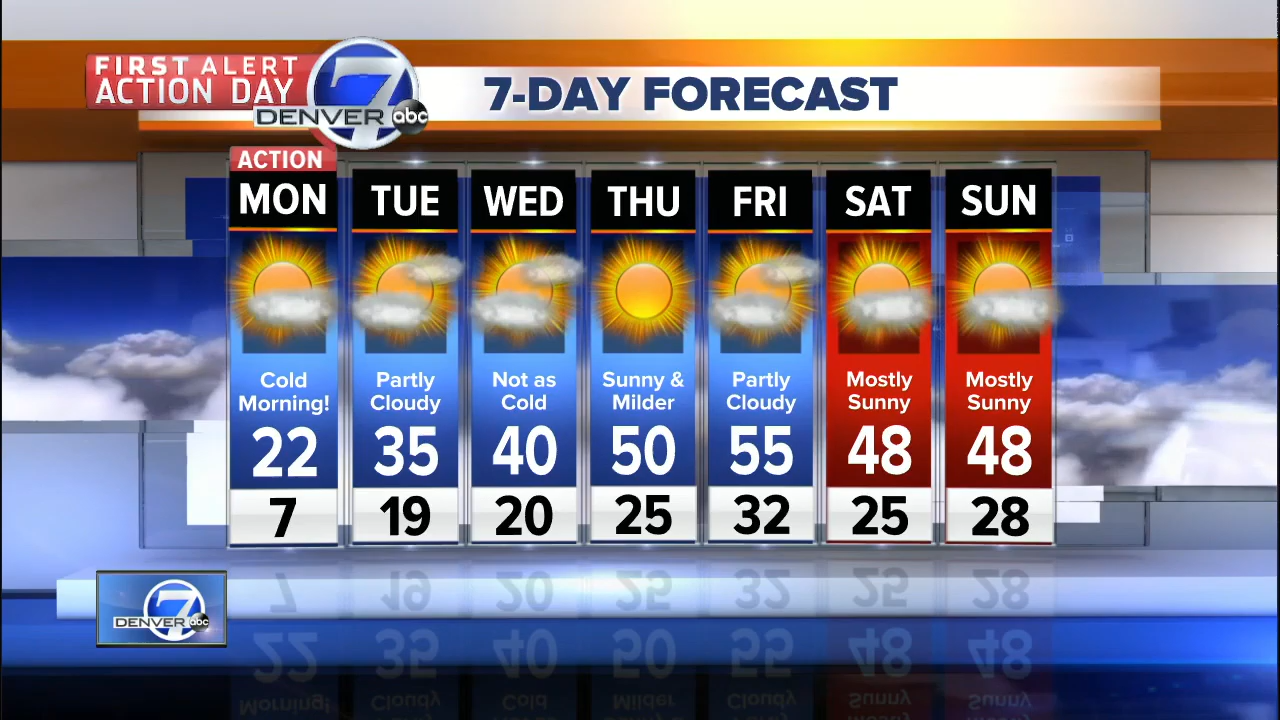 FIRST ALERT
ACTION DAY
7
DENVER abc
7-DAY FORECAST
ACTION
MON TUE WED THU FRI SAT SUN
Cold Partly Not as Sunny & Partly Mostly Mostly
Morning! Cloudy Cold Milder Cloudy Sunny Sunny
22 35 40 50 55 48 48
7 19 20 25 32 25 28
7
DENVER abc